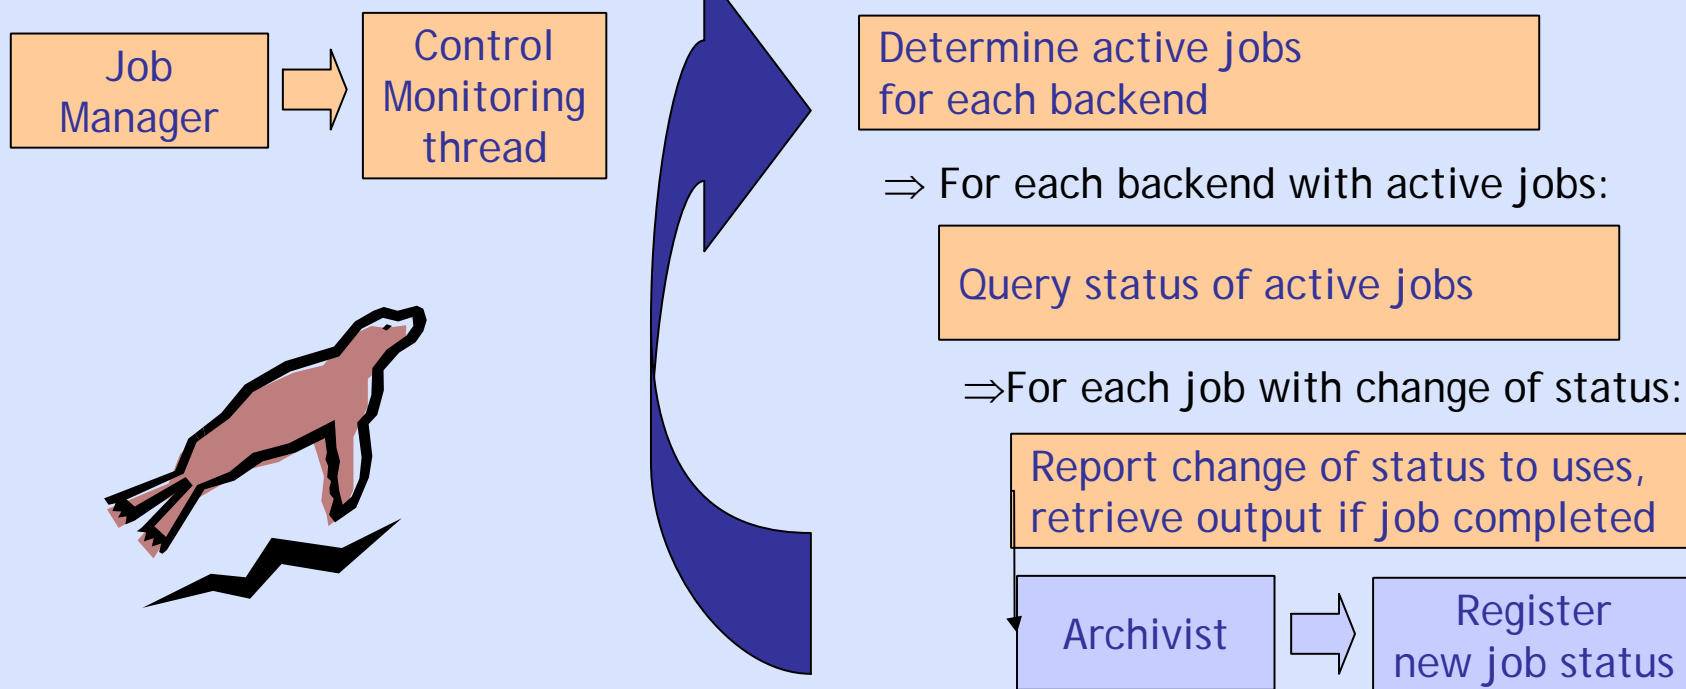 Job
Manager
Control
Monitoring
thread
Determine active jobs
for each backend
⇒ For each backend with active jobs:
Query status of active jobs
⇒For each job with change of status:
Report change of status to uses,
retrieve output if job completed
Archivist
Register
new job status